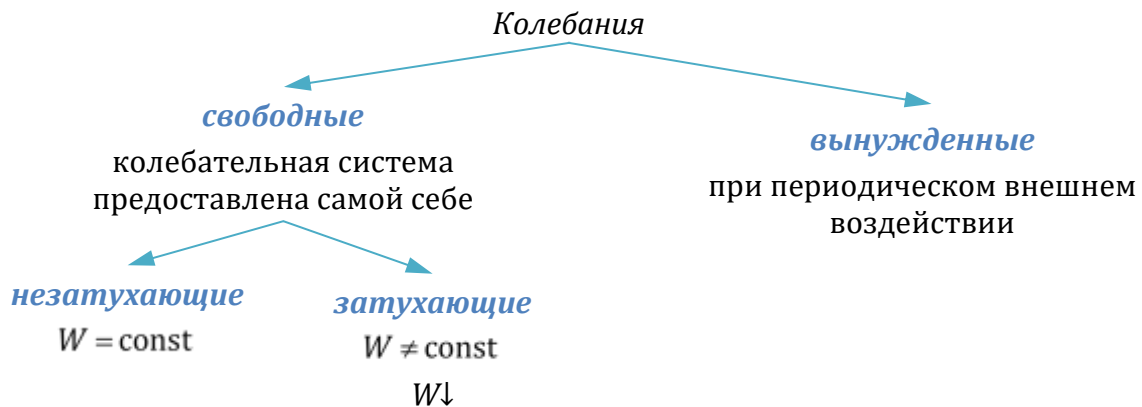 Колебания
свободные
колебательная система
предоставлена самой себе
вынужденные
при периодическом внешнем
воздействии
незатухающие
W = const
затухающие
W ≠ const
W↓